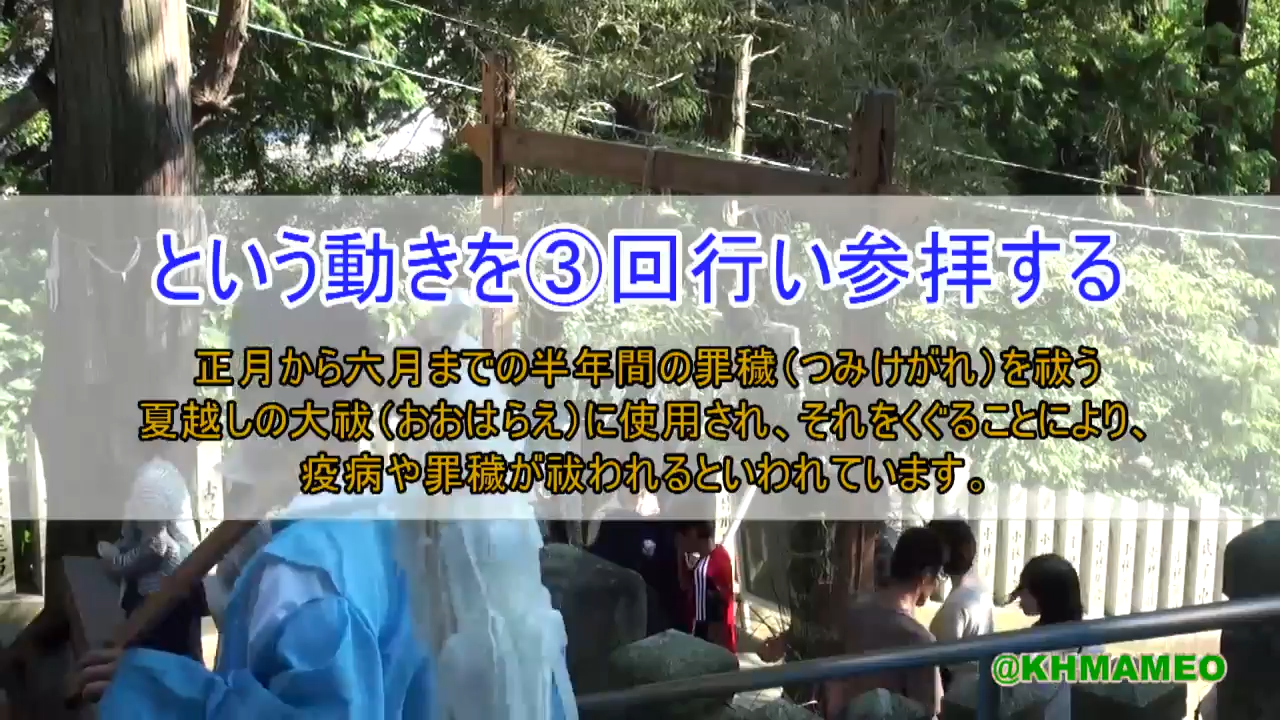 という動きを③回行い参拝する
正月から六月までの半年間の罪穢（つみけがれ）を祓う
夏越しの大祓（おおはらえ）に使用され、それをくぐることにより、
疫病や罪穢が祓われるといわれています。
@KHMAMEO